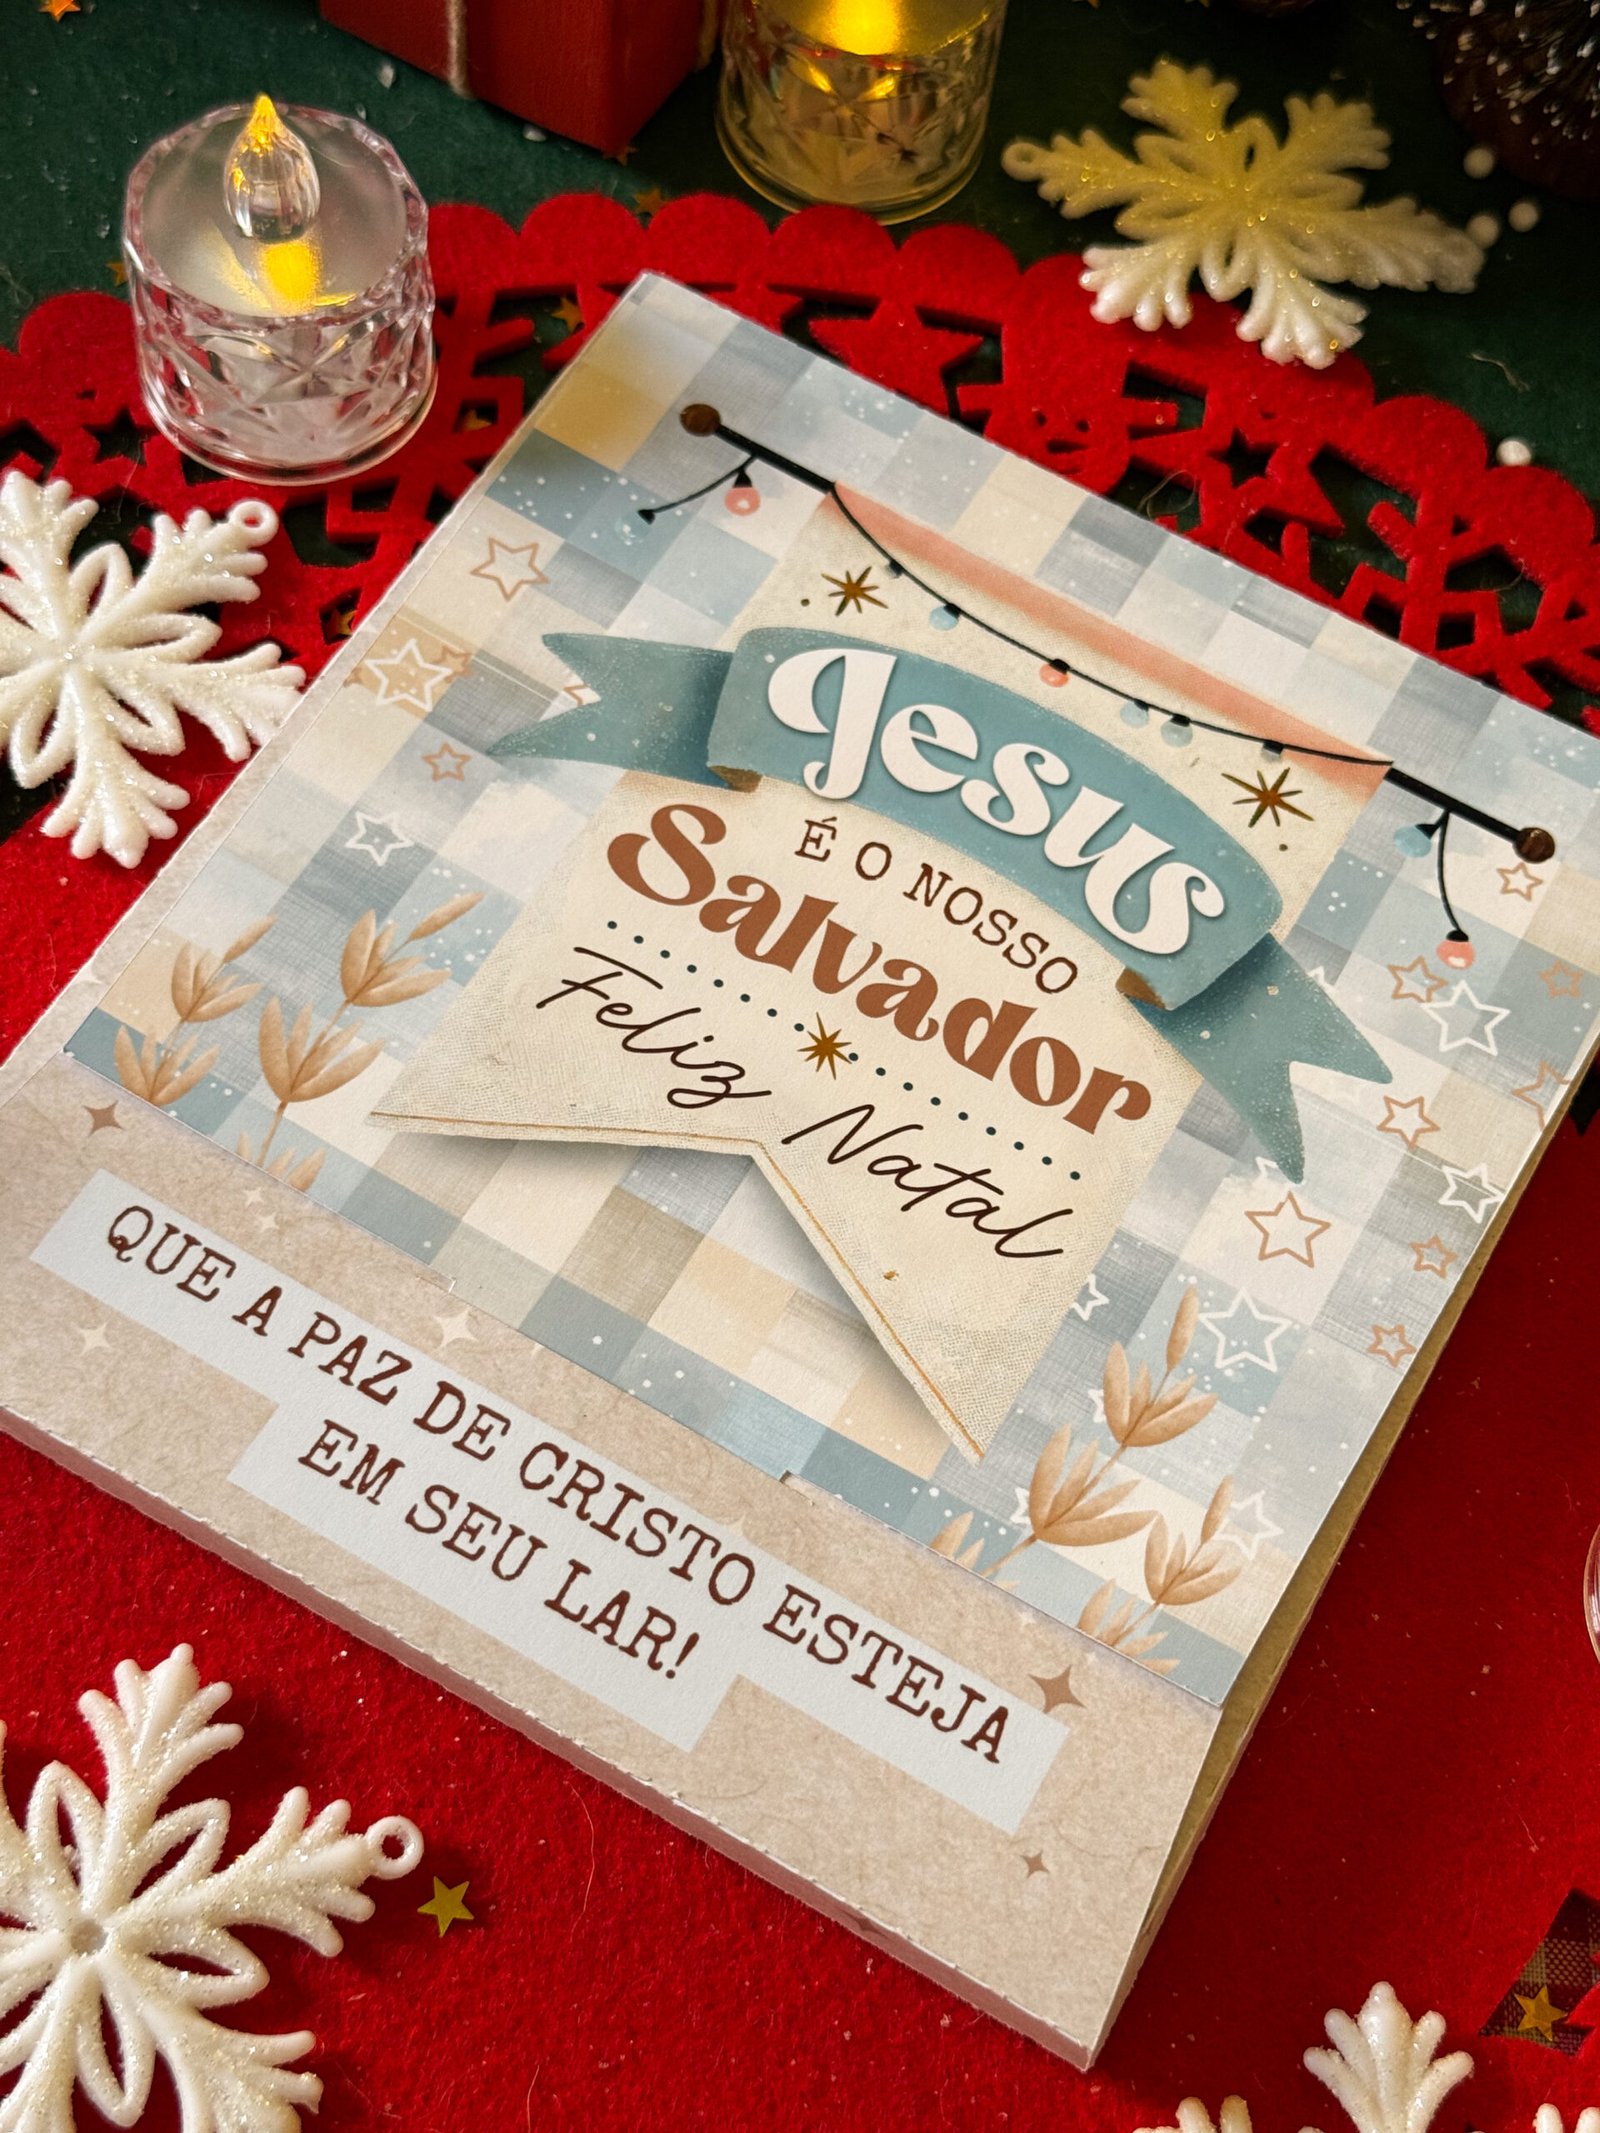 Jesus
É O NOSSO
Salvador
Feliz Natal
QUE A PAZ DE CRISTO ESTEJA
EM SEU LAR!